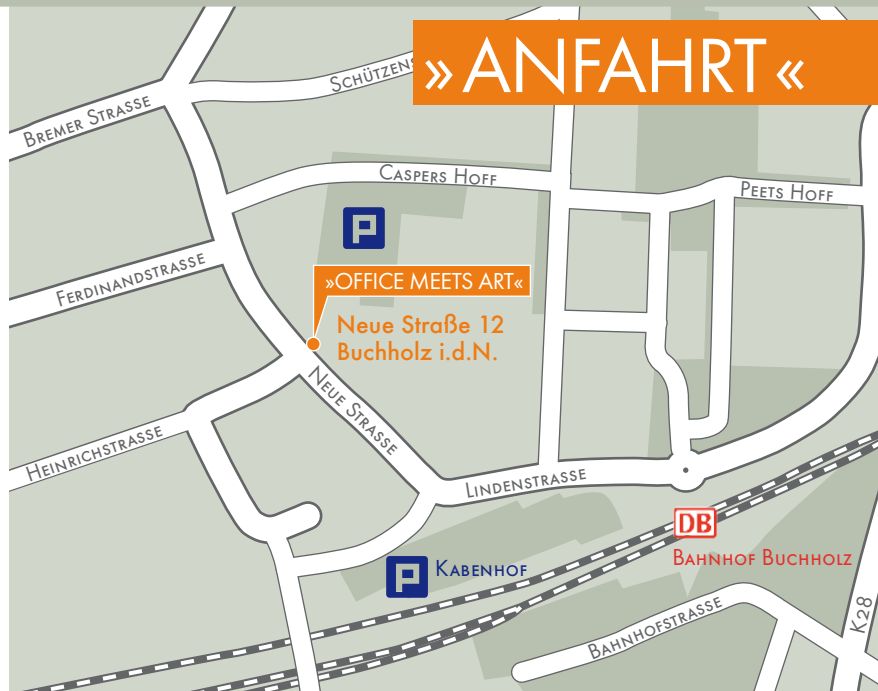 »ANFAHRT«
BREMER STRASSE
CASPERS HOFF
PEETS HOFF
P
FERDINANDSTRASSE
»OFFICE MEETS ART«
Neue Straße 12
Buchholz i.d.N.
NEUE STRASSE
HEINRICHSTRASSE
LINDENSTRASSE
DB
BAHNHOF BUCHHOLZ
P KABENHOF
BAHNHOFSTRASSE
K28